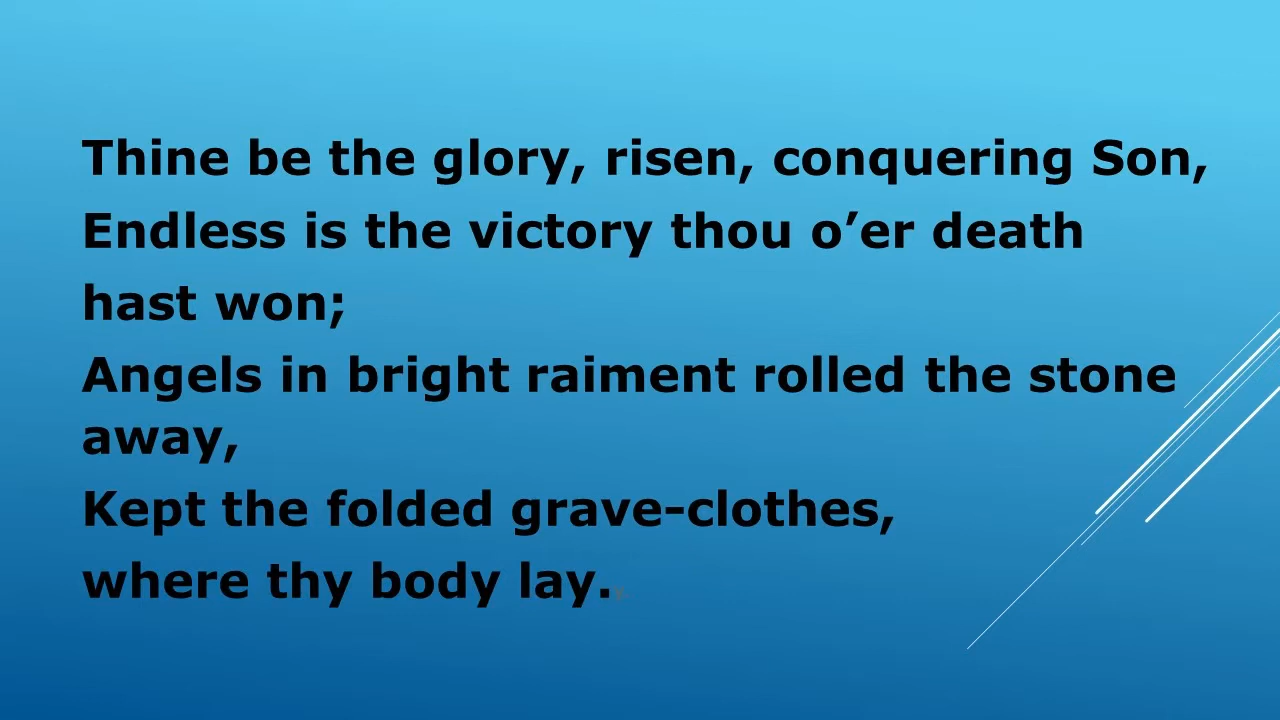 Thine be the glory, risen, conquering Son,
Endless is the victory thou o’er death
hast won;
Angels in bright raiment rolled the stone
away,
Kept the folded grave-clothes,
where thy body lay.